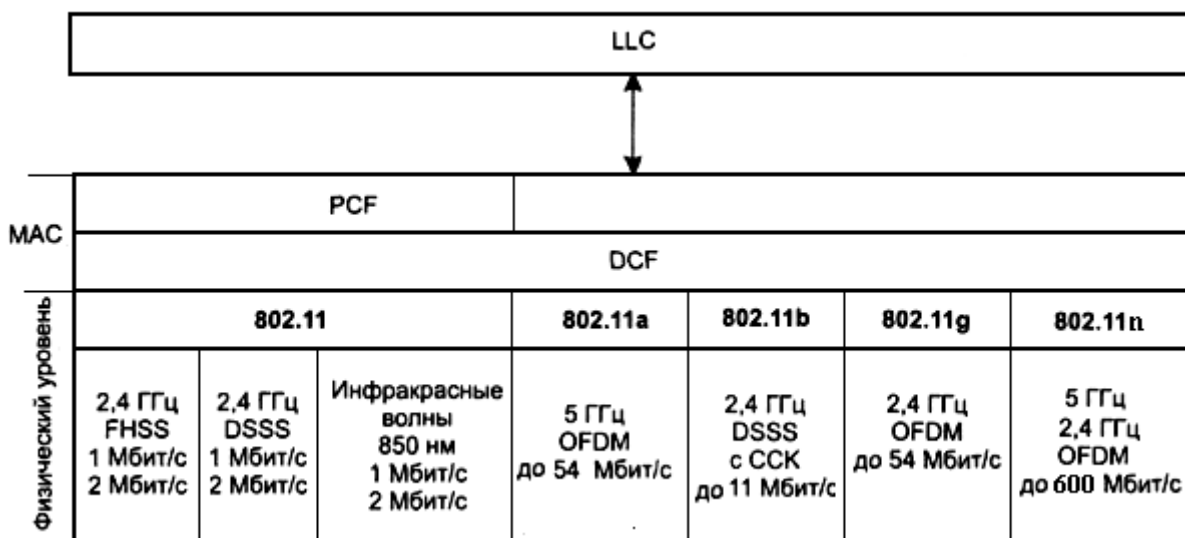 LLC
MAC
PCF
DCF
Физический уровень
802.11
802.11a
802.11b
802.11g
802.11n
2,4 ГГц
FHSS
1 Мбит/с
2 Мбит/с
2,4 ГГц
DSSS
1 Мбит/с
2 Мбит/с
Инфракрасные
волны
850 нм
1 Мбит/с
2 Мбит/с
5 ГГц
OFDM
до 54 Мбит/с
2,4 ГГц
DSSS
с CCK
до 11 Мбит/с
2,4 ГГц
OFDM
до 54 Мбит/с
5 ГГц
2,4 ГГц
OFDM
до 600 Мбит/с